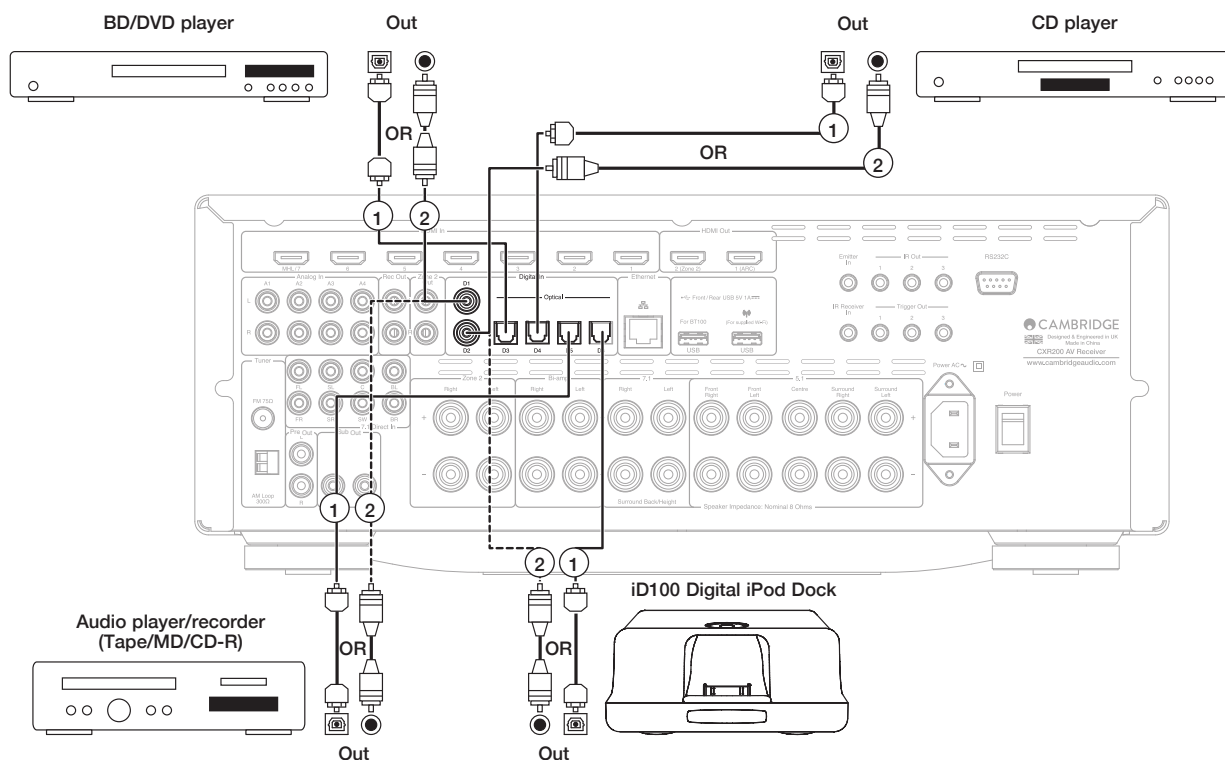 BD/DVD player
Out
Out
CD player
OR
1
OR
1
2
2
HDMI Out
MHL/7
6
5
4
3
2
1
2 (Zone 2)
1 (ARC)
Emitter In
IR Out
1
2
3
RS232C
Analog In
Rec Out
Zone 2
Digital In
Ethernet
A1
A2
A3
A4
D1
Optical
Front / Rear USB 5V 1A
L
R
For BT100
(For supplied Wi-Fi)
IR Receiver In
Trigger Out
1
2
3
D2
D3
D4
USB
USB
CAMBRIDGE
Designed & Engineered in UK
Made in China
CXR200 AV Receiver
www.cambridgeaudio.com
Tuner
FM 75Ω
FL
SL
C
BL
FR
SR
SW
BR
7.1 Direct In
Zone 2
Bi-amp
7.1
5.1
Right
Left
Right
Left
Right
Left
Front Right
Front Left
Centre
Surround Right
Surround Left
Power AC
Power
+
+
-
-
Pre Out
Sub Out
L
R
AM Loop
300Ω
Surround Back/Height
Speaker Impedance: Nominal 8 Ohms
1
2
2
1
iD100 Digital iPod Dock
Audio player/recorder
(Tape/MD/CD-R)
OR
OR
Out
Out